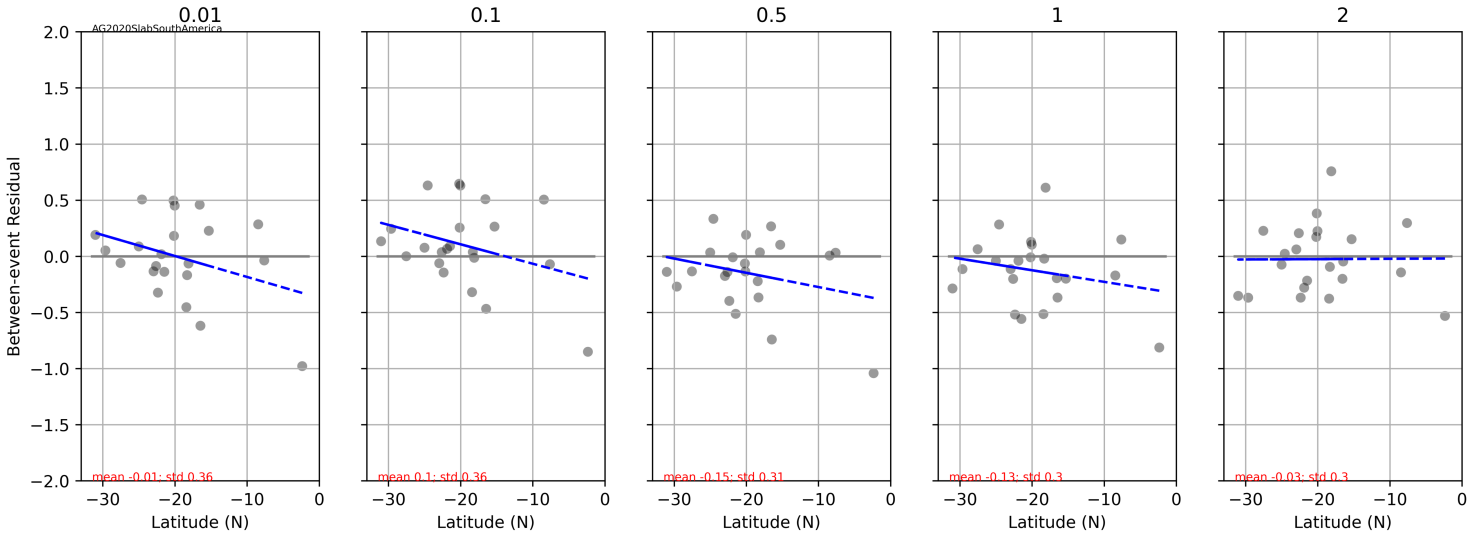 0.01 0.1 0.5 1 2
AG2020SlabSouthAmerica
Between-event Residual
2.0
1.5
1.0
0.5
0.0
−0.5
−1.0
−1.5
−2.0
mean -0.01; std 0.36 mean 0.1; std 0.36 mean -0.15; std 0.31 mean -0.13; std 0.3 mean -0.03; std 0.3
−30 −20 −10 0 −30 −20 −10 0 −30 −20 −10 0 −30 −20 −10 0 −30 −20 −10 0
Latitude (N) Latitude (N) Latitude (N) Latitude (N) Latitude (N)